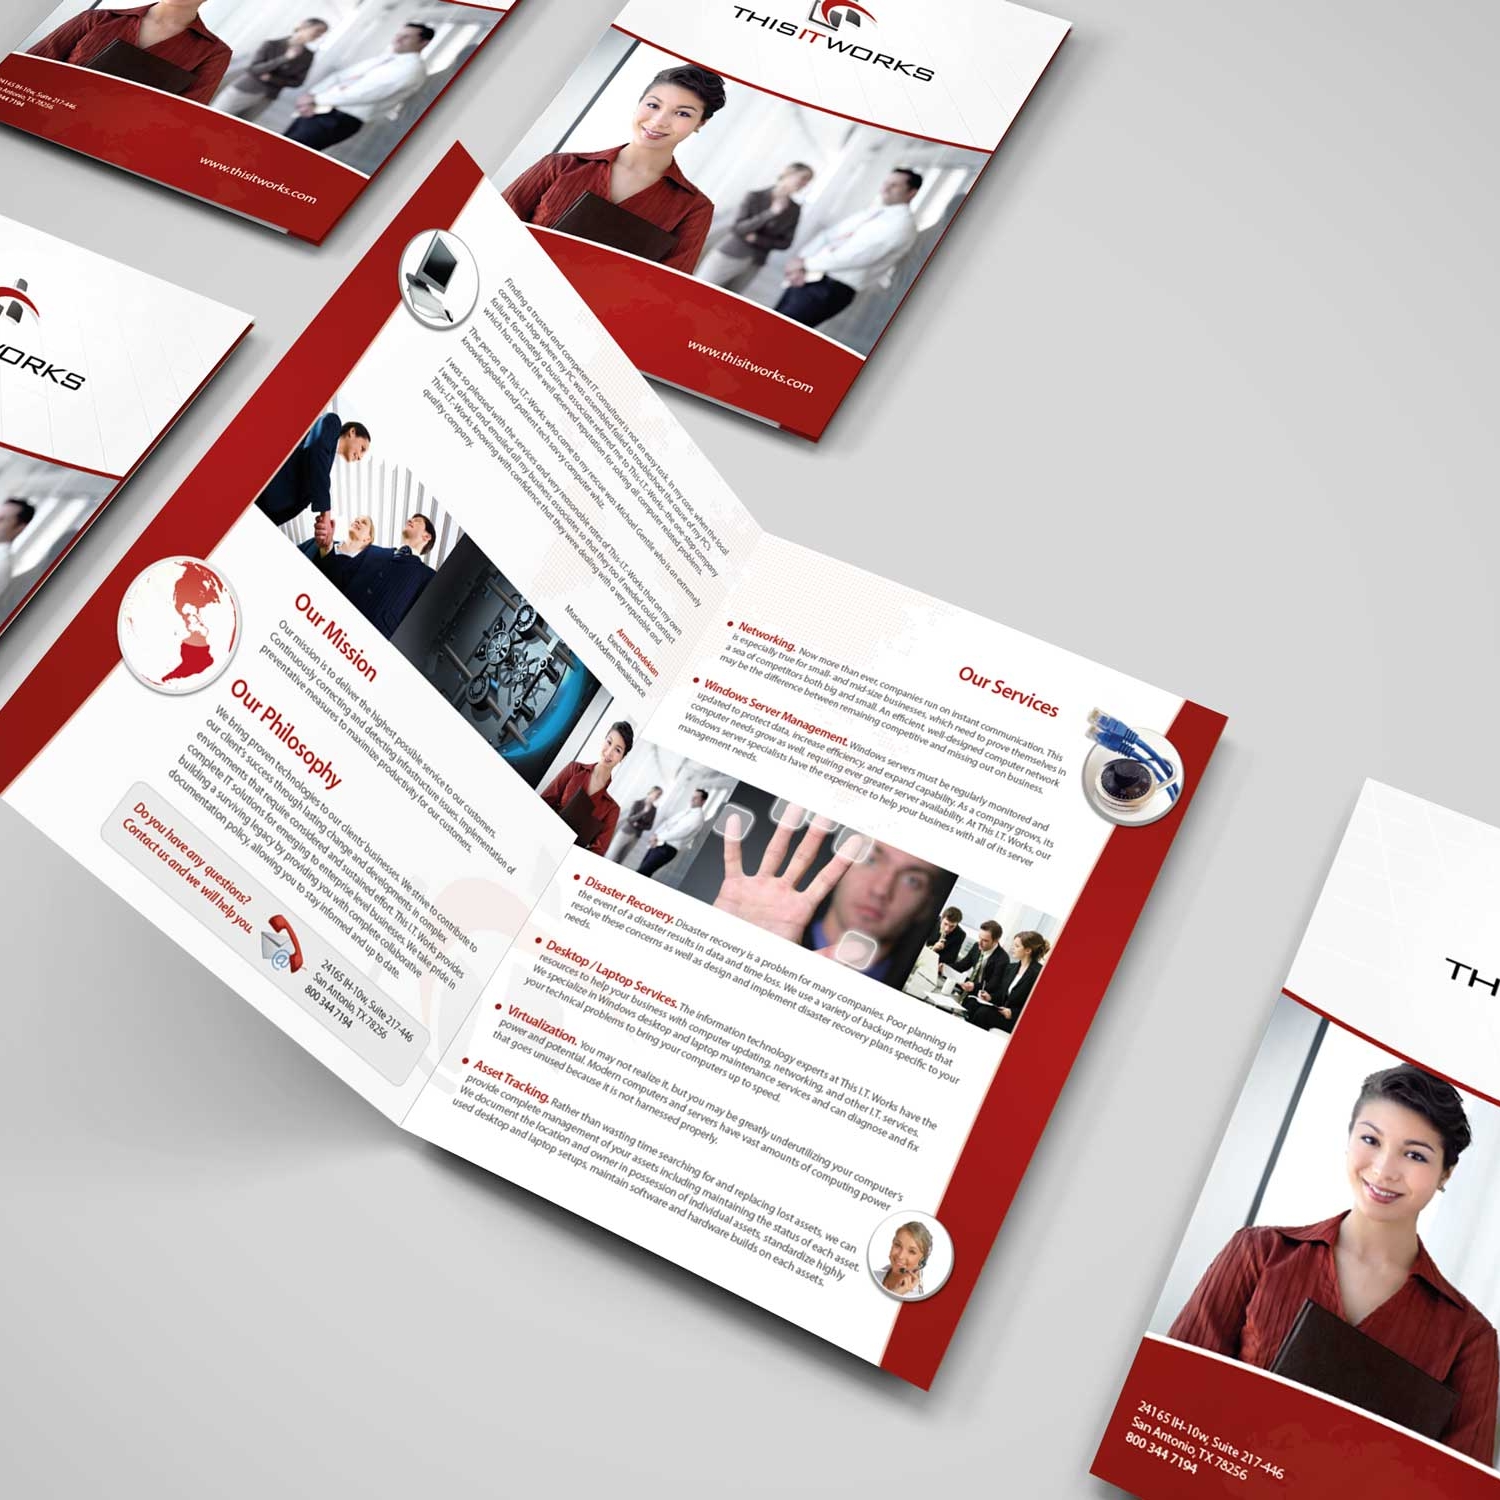 24165 IH-10w, Suite 217-446
San Antonio, TX 78256
344 7194
www.thisitworks.com
THISITWORKS
www.thisitworks.com
WORKS
Finding a trusted and competent IT consultant is not an easy task. In my case, when the local
computer shop where my PC was assembled failed to troubleshoot the cause of my PC's
failure, fortunately a business associate referred me to This-I.T.-Works--the one-stop company
which has earned the well deserved reputation for solving all computer related problems.
The person at This-I.T.-Works who came to my rescue was Michael Gentile who is an extremely
knowledgeable and patient tech savvy computer whiz.
I was so pleased with the services and very reasonable rates of This-I.T.-Works that on my own
I went ahead and emailed all my business associates so that they too if needed could contact
This-I.T.-Works knowing with confidence that they were dealing with a very reputable and
quality company.
Armen Dedekian
Executive Director
Museum of Modern Renaissance
Our Mission
Our mission is to deliver the highest possible service to our customers.
Continuously correcting and detecting infrastructure issues, implementation of
preventative measures to maximize productivity for our customers.
Our Philosophy
We bring proven technologies to our clients' businesses. We strive to contribute to
our client's success through lasting change and developments in complex
environments that require considered and sustained effort. This I.T. Works provides
complete IT solutions for emerging to enterprise level businesses. We take pride in
building a surviving legacy by providing you with complete collaborative
documentation policy, allowing you to stay informed and up to date.
Do you have any questions?
Contact us and we will help you.
24165 IH-10w, Suite 217-446
San Antonio, TX 78256
800 344 7194
Our Services
• Networking. Now more than ever, companies run on instant communication. This
is especially true for small- and mid-size businesses, which need to prove themselves in
a sea of competitors both big and small. An efficient, well-designed computer network
may be the difference between remaining competitive and missing out on business.
• Windows Server Management. Windows servers must be regularly monitored and
updated to protect data, increase efficiency, and expand capability. As a company grows, its
computer needs grow as well, requiring ever greater server availability. At This I.T. Works, our
Windows server specialists have the experience to help your business with all of its server
management needs.
• Disaster Recovery. Disaster recovery is a problem for many companies. Poor planning in
the event of a disaster results in data and time loss. We use a variety of backup methods that
resolve these concerns as well as design and implement disaster recovery plans specific to your
needs.
• Desktop / Laptop Services. The information technology experts at This I.T. Works have the
resources to help your business with computer updating, networking, and other I.T. services.
We specialize in Windows desktop and laptop maintenance services and can diagnose and fix
your technical problems to bring your computers up to speed.
• Virtualization. You may not realize it, but you may be greatly underutilizing your computer's
power and potential. Modern computers and servers have vast amounts of computing power
that goes unused because it is not harnessed properly.
• Asset Tracking. Rather than wasting time searching for and replacing lost assets, we can
provide complete management of your assets including maintaining the status of each asset.
We document the location and owner in possession of individual assets, standardize highly
used desktop and laptop setups, maintain software and hardware builds on each assets.
TH
24165 IH-10w, Suite 217-446
San Antonio, TX 78256
800 344 7194